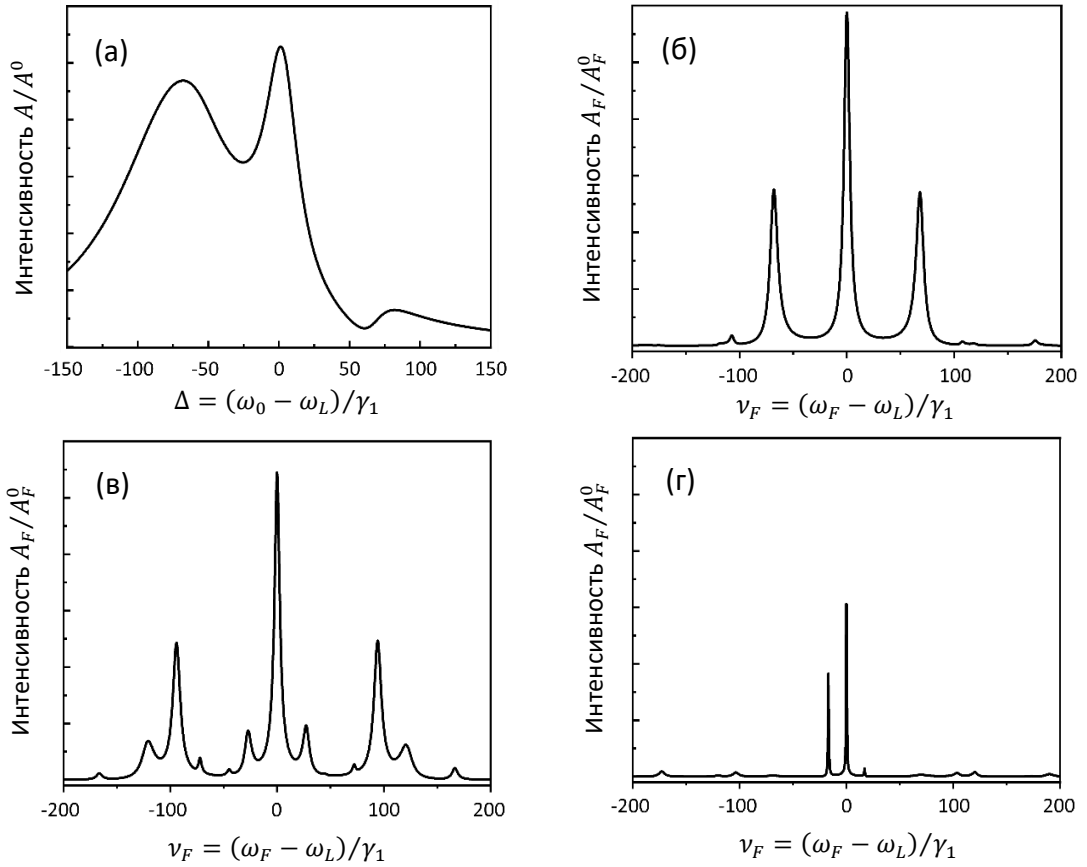 (а)
Интенсивность A/A⁰
-150 -100 -50 0 50 100 150
Δ = (ω₀ − ω_L)/γ₁
(б)
Интенсивность A_F/A_F⁰
-200 -100 0 100 200
ν_F = (ω_F − ω_L)/γ₁
(в)
Интенсивность A_F/A_F⁰
-200 -100 0 100 200
ν_F = (ω_F − ω_L)/γ₁
(г)
Интенсивность A_F/A_F⁰
-200 -100 0 100 200
ν_F = (ω_F − ω_L)/γ₁